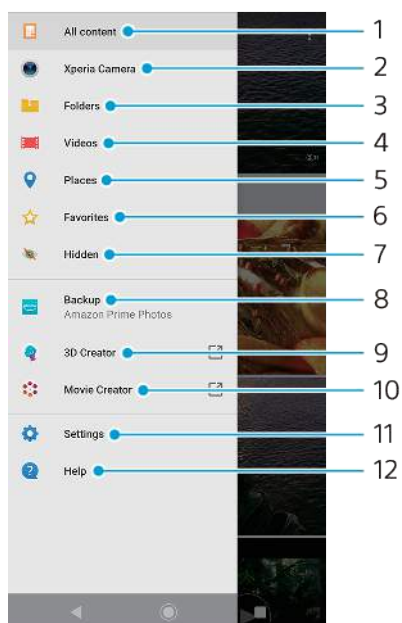 All content 1
Xperia Camera 2
Folders 3
Videos 4
Places 5
Favorites 6
Hidden 7
Backup 8
Amazon Prime Photos
3D Creator 9
Movie Creator 10
Settings 11
Help 12